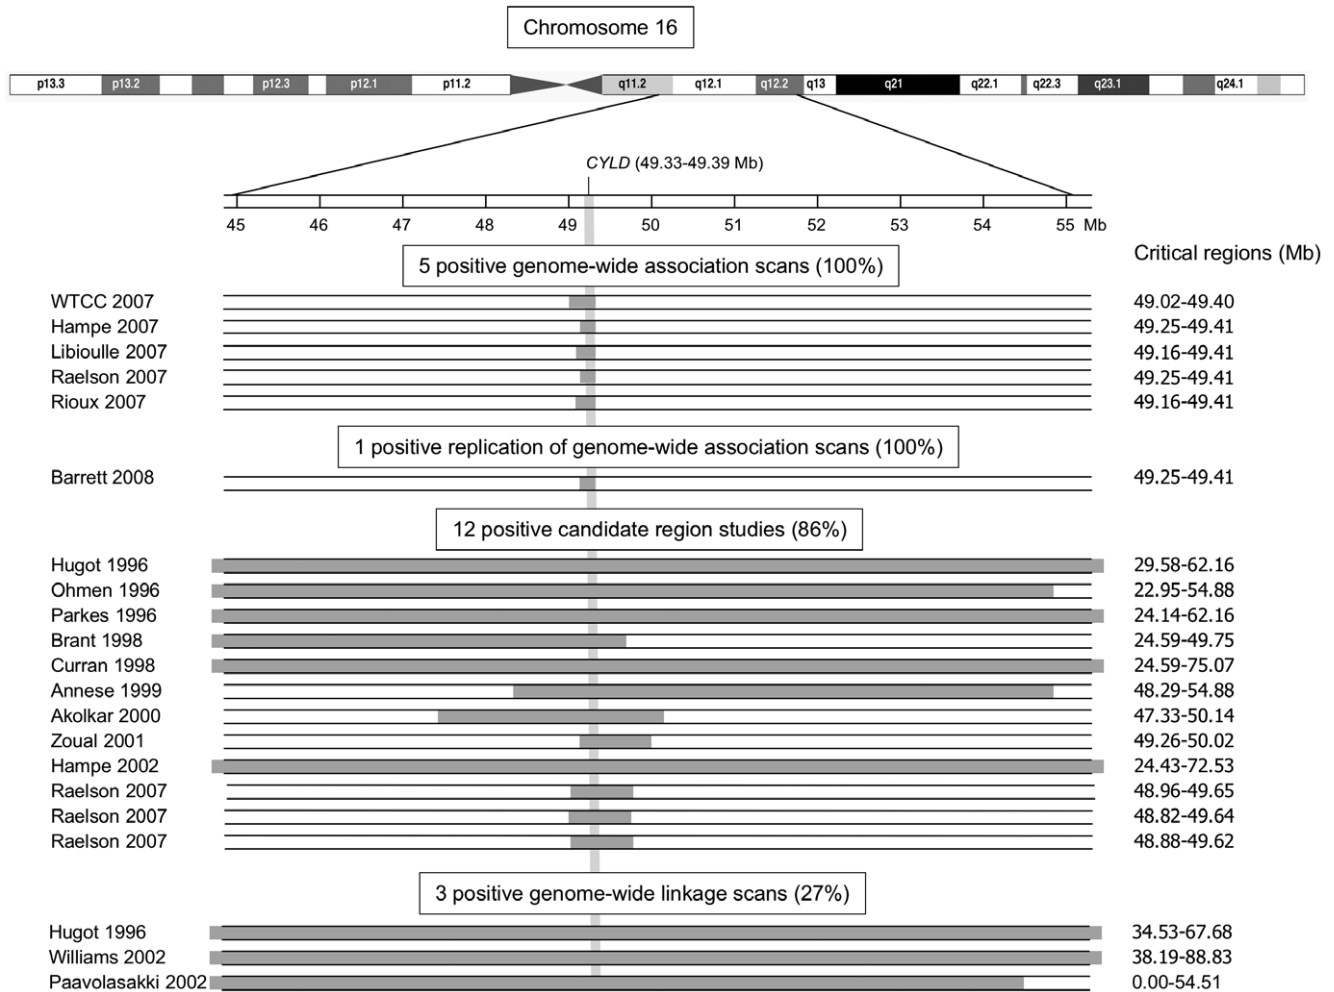 Chromosome 16
p13.3 p13.2 p12.3 p12.1 p11.2 q11.2 q12.1 q12.2 q13 q21 q22.1 q22.3 q23.1 q24.1
CYLD (49.33-49.39 Mb)
45 46 47 48 49 50 51 52 53 54 55 Mb
Critical regions (Mb)
5 positive genome-wide association scans (100%)
WTCC 2007 49.02-49.40
Hampe 2007 49.25-49.41
Libioulle 2007 49.16-49.41
Raelson 2007 49.25-49.41
Rioux 2007 49.16-49.41
1 positive replication of genome-wide association scans (100%)
Barrett 2008 49.25-49.41
12 positive candidate region studies (86%)
Hugot 1996 29.58-62.16
Ohmen 1996 22.95-54.88
Parkes 1996 24.14-62.16
Brant 1998 24.59-49.75
Curran 1998 24.59-75.07
Annese 1999 48.29-54.88
Akolkar 2000 47.33-50.14
Zoual 2001 49.26-50.02
Hampe 2002 24.43-72.53
Raelson 2007 48.96-49.65
Raelson 2007 48.82-49.64
Raelson 2007 48.88-49.62
3 positive genome-wide linkage scans (27%)
Hugot 1996 34.53-67.68
Williams 2002 38.19-88.83
Paavolasakki 2002 0.00-54.51